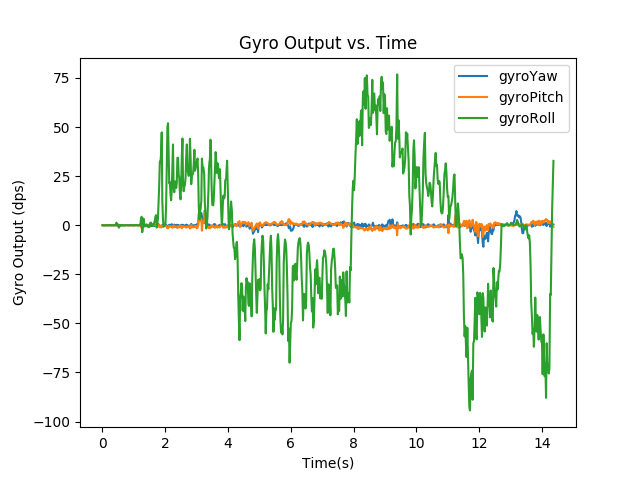 Gyro Output vs. Time
gyroYaw
gyroPitch
gyroRoll
75
50
25
0
−25
−50
−75
−100
Gyro Output (dps)
0 2 4 6 8 10 12 14
Time(s)